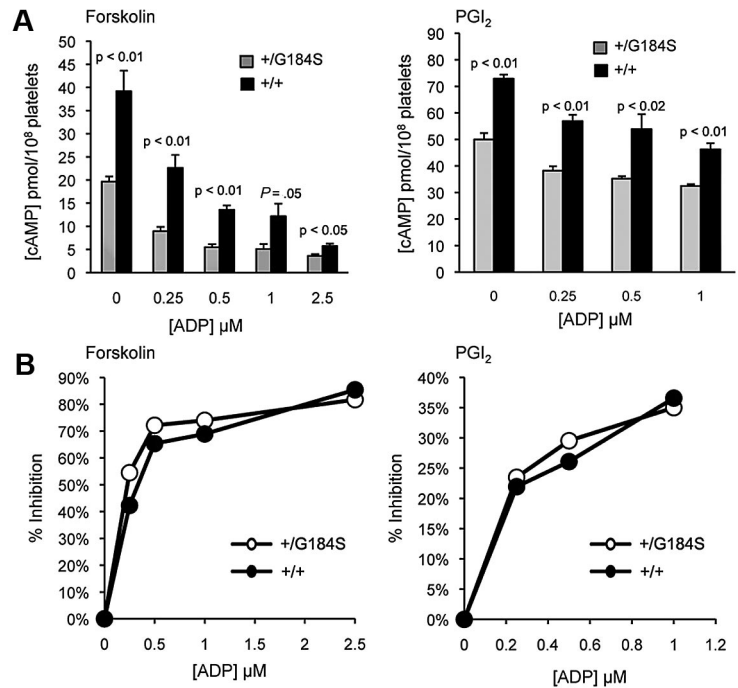 A
Forskolin
[cAMP] pmol/10⁸ platelets
50
45
40
35
30
25
20
15
10
5
0
p < 0.01
p < 0.01
p < 0.01
P = .05
p < 0.05
+/G184S
+/+
0 0.25 0.5 1 2.5
[ADP] µM
PGI₂
[cAMP] pmol/10⁸ platelets
90
80
70
60
50
40
30
20
10
0
p < 0.01
p < 0.01
p < 0.02
p < 0.01
+/G184S
+/+
0 0.25 0.5 1
[ADP] µM
B
Forskolin
% Inhibition
90%
80%
70%
60%
50%
40%
30%
20%
10%
0%
+/G184S
+/+
0 0.5 1 1.5 2 2.5
[ADP] µM
PGI₂
% Inhibition
40%
35%
30%
25%
20%
15%
10%
5%
0%
+/G184S
+/+
0 0.2 0.4 0.6 0.8 1 1.2
[ADP] µM